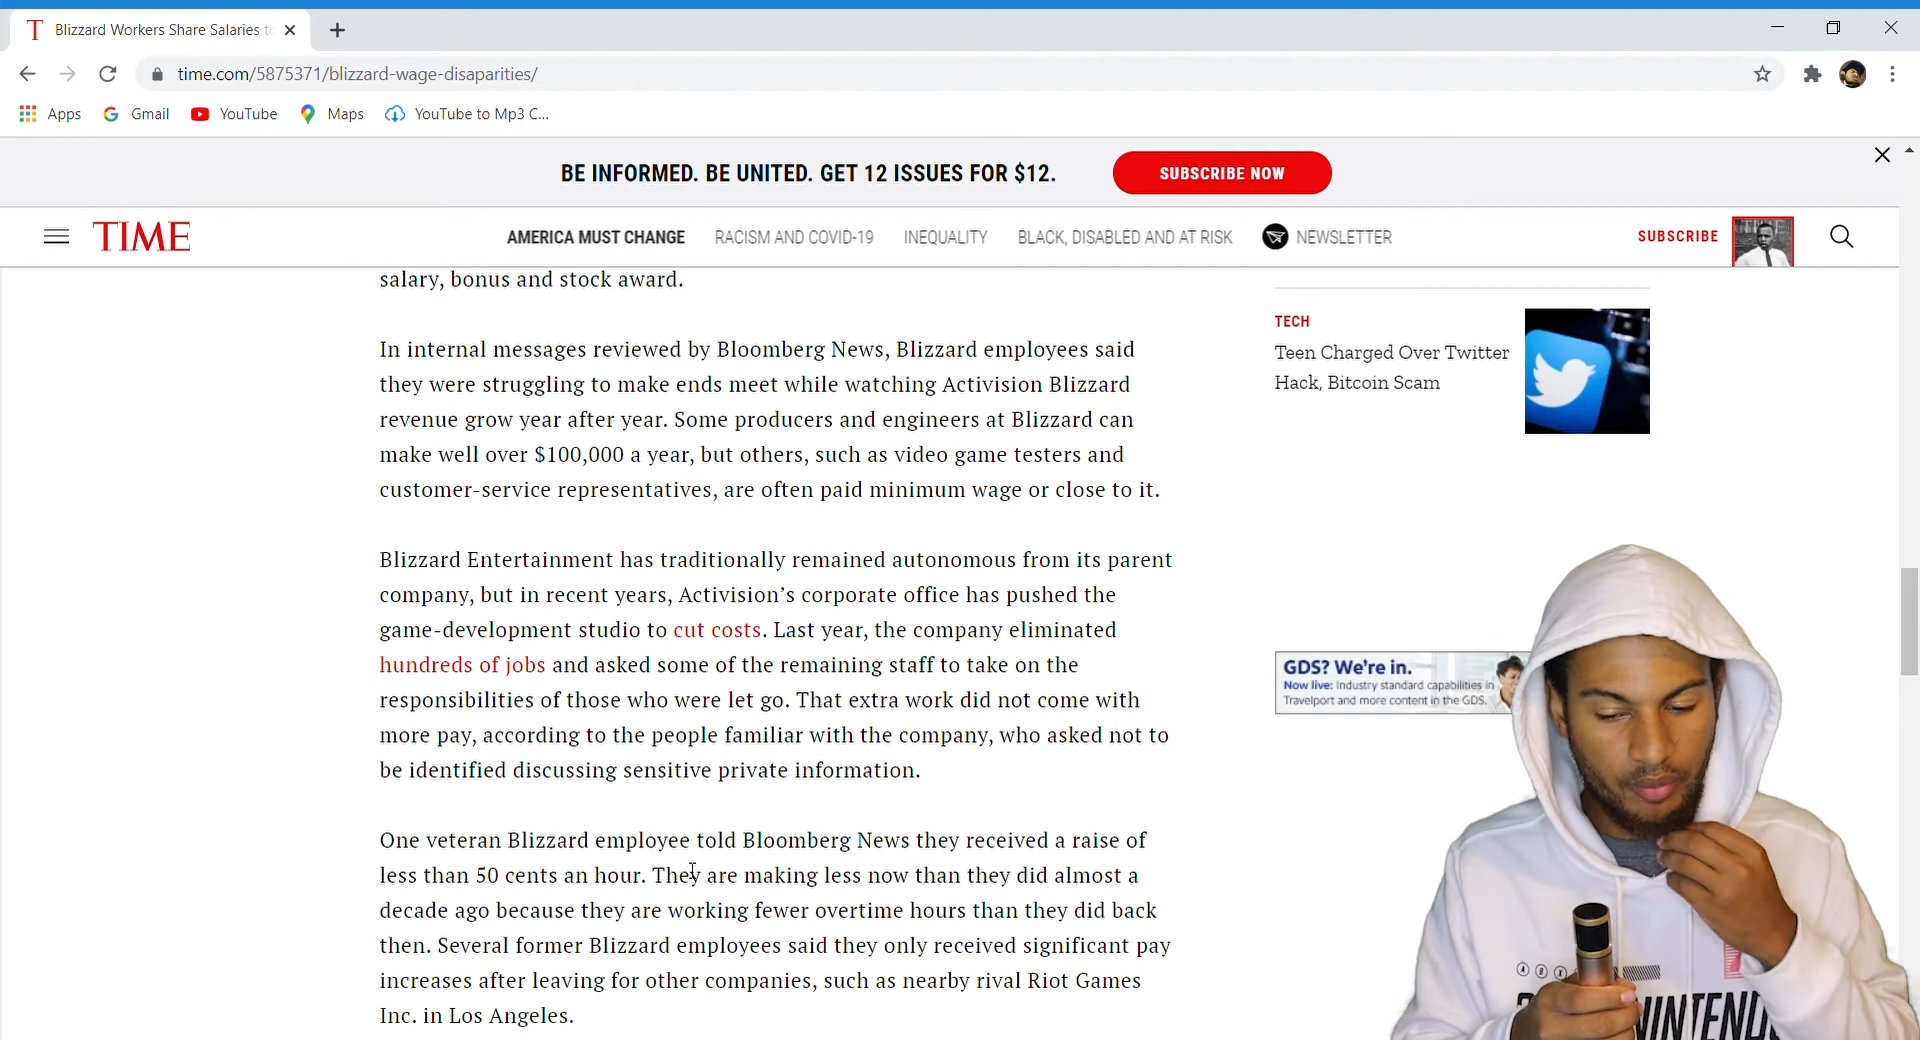 Blizzard Workers Share Salaries to
time.com/5875371/blizzard-wage-disaparities/
Apps Gmail YouTube Maps YouTube to Mp3 C...
BE INFORMED. BE UNITED. GET 12 ISSUES FOR $12. SUBSCRIBE NOW
TIME AMERICA MUST CHANGE RACISM AND COVID-19 INEQUALITY BLACK, DISABLED AND AT RISK NEWSLETTER SUBSCRIBE
salary, bonus and stock award.
In internal messages reviewed by Bloomberg News, Blizzard employees said
they were struggling to make ends meet while watching Activision Blizzard
revenue grow year after year. Some producers and engineers at Blizzard can
make well over $100,000 a year, but others, such as video game testers and
customer-service representatives, are often paid minimum wage or close to it.
Blizzard Entertainment has traditionally remained autonomous from its parent
company, but in recent years, Activision’s corporate office has pushed the
game-development studio to cut costs. Last year, the company eliminated
hundreds of jobs and asked some of the remaining staff to take on the
responsibilities of those who were let go. That extra work did not come with
more pay, according to the people familiar with the company, who asked not to
be identified discussing sensitive private information.
One veteran Blizzard employee told Bloomberg News they received a raise of
less than 50 cents an hour. They are making less now than they did almost a
decade ago because they are working fewer overtime hours than they did back
then. Several former Blizzard employees said they only received significant pay
increases after leaving for other companies, such as nearby rival Riot Games
Inc. in Los Angeles.
TECH
Teen Charged Over Twitter
Hack, Bitcoin Scam
GDS? We're in.
Now live: Industry standard capabilities in
Travelport and more content in the GDS.
A B X